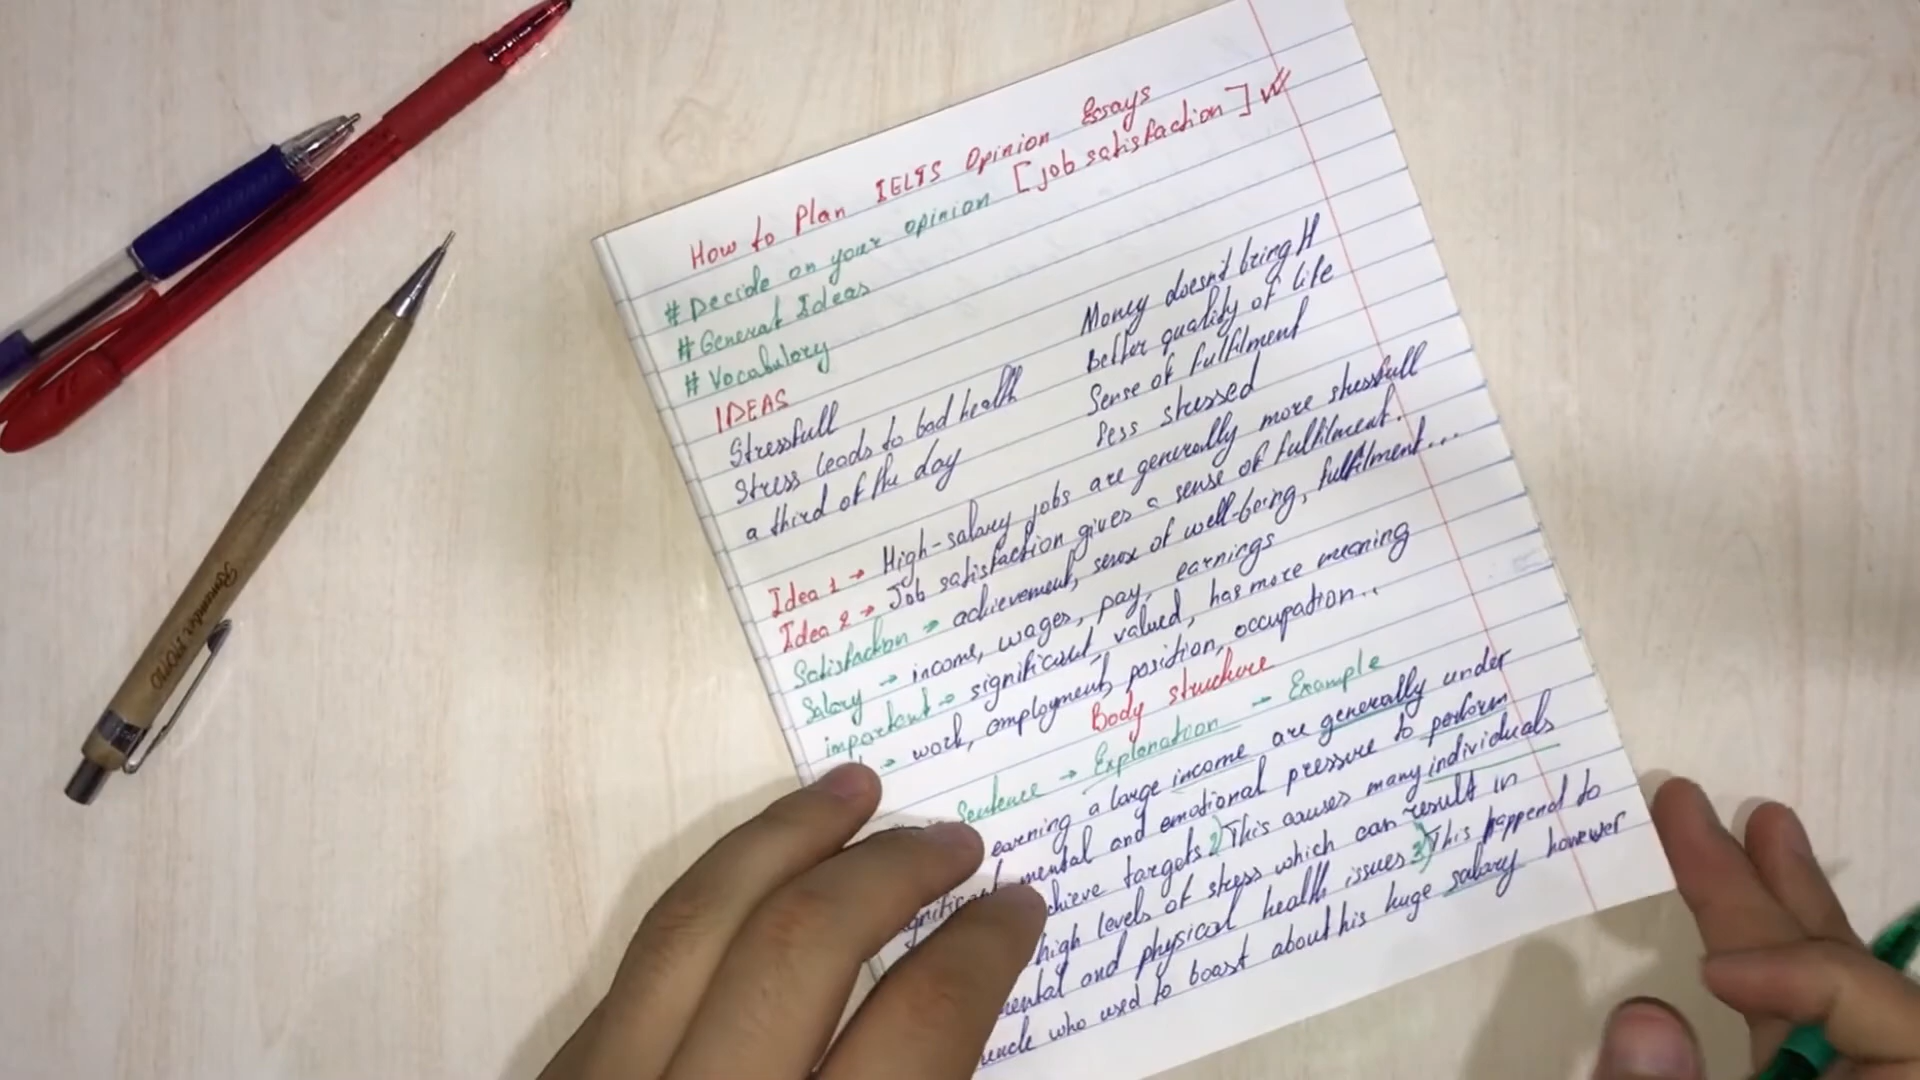 How to Plan IELTS Opinion Essays
# Decide on your opinion [job satisfaction]
# Generat Ideas
# Vocabulary
IDEAS
Stressfull
Stress leads to bad health
a third of the day
Money doesn't bring H
Better quality of life
Sense of fulfilment
Less stressed
Idea 1 → High-salary jobs are generally more stressfull
Idea 2 → Job satisfaction gives a sense of fulfilment.
Satisfaction → achievement, sense of well-being, fulfilment...
Salary → income, wages, pay, earnings
important → significant, valued, has more meaning
→ work, employment, position, occupation..
Body structure
Sentence → Explanation → Example
earning a large income are generally under
mental and emotional pressure to perform
targets 2) This causes many individuals
high levels of stress which can result in
and physical health issues 3) This happend to
who used to boast about his huge salary however